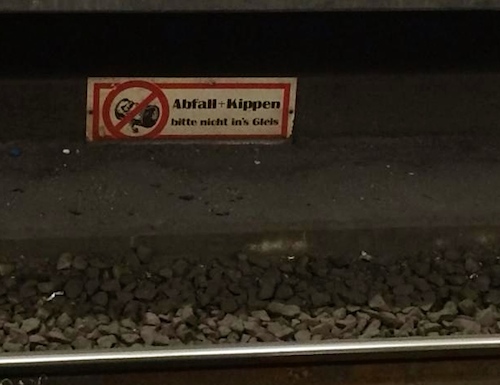 Abfall+Kippen
bitte nicht in's Gleis